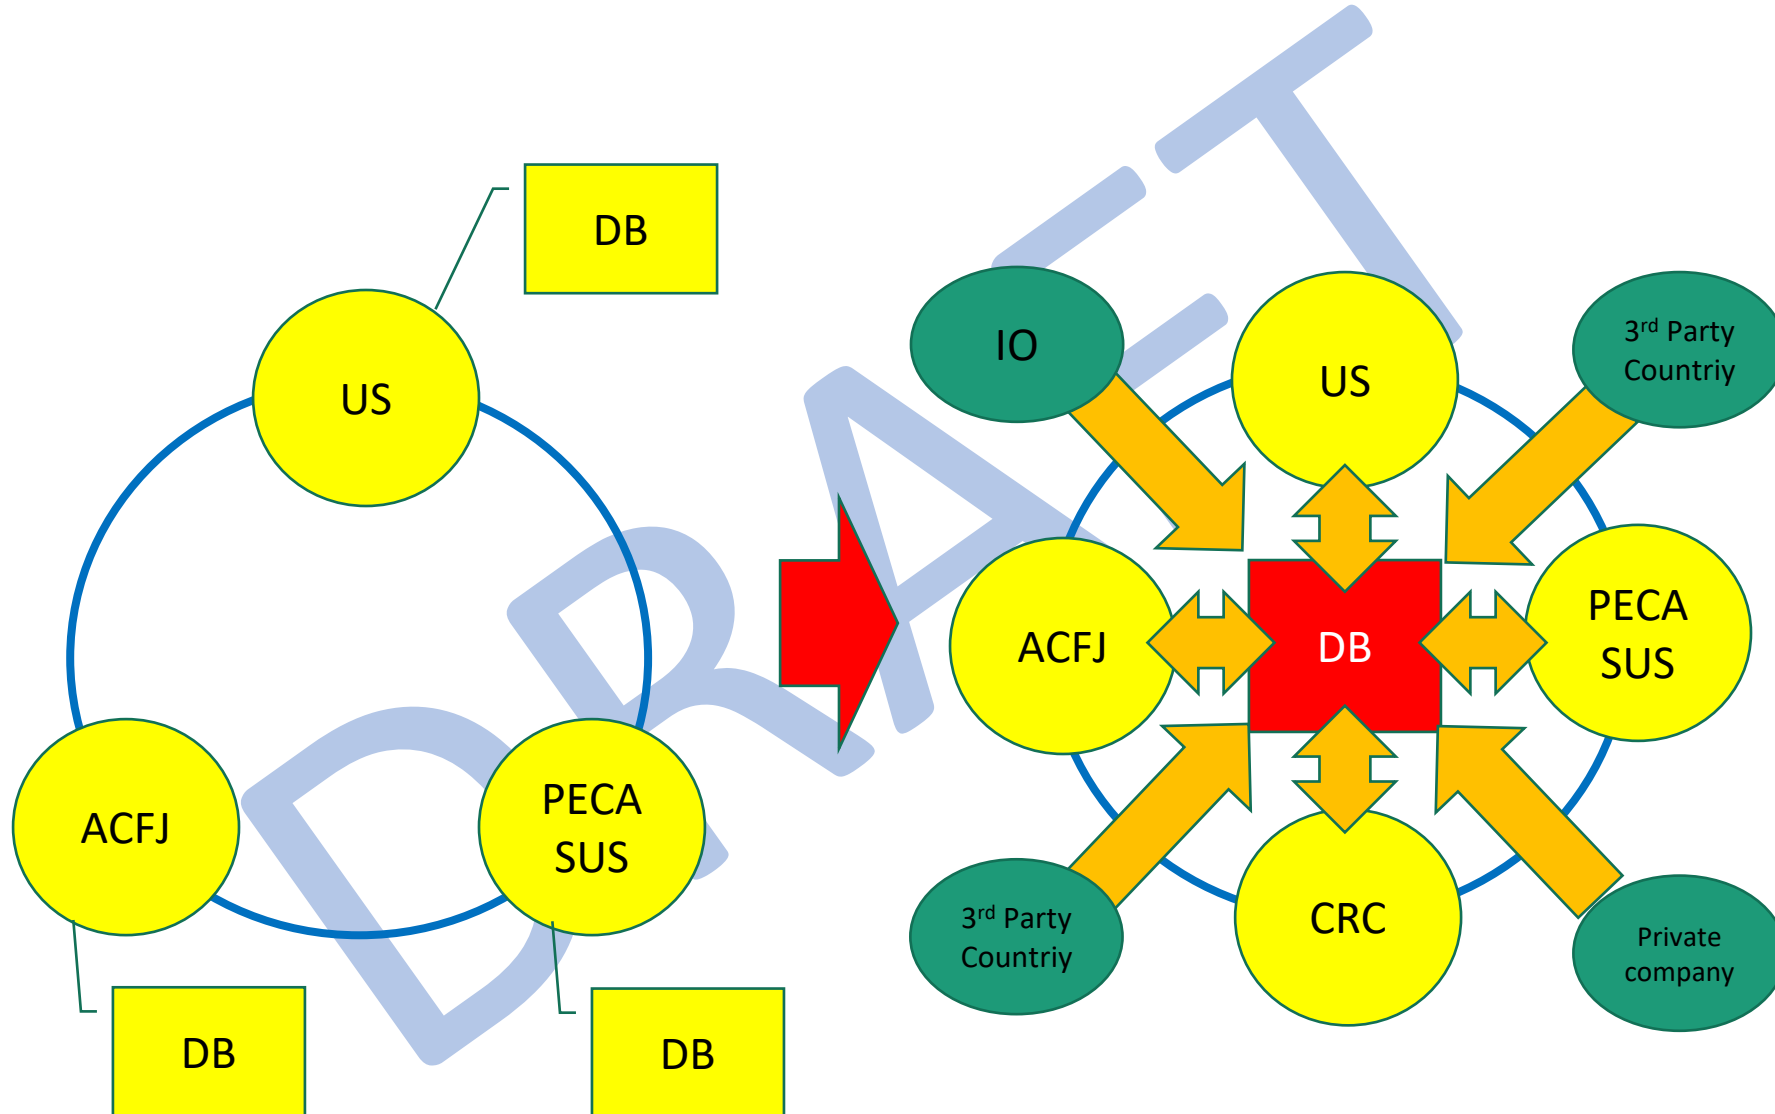 DB
US
ACFJ
PECA
SUS
DB
DB
DRAFT
IO
US
3rd Party
Countriy
ACFJ
DB
PECA
SUS
3rd Party
Countriy
CRC
Private
company